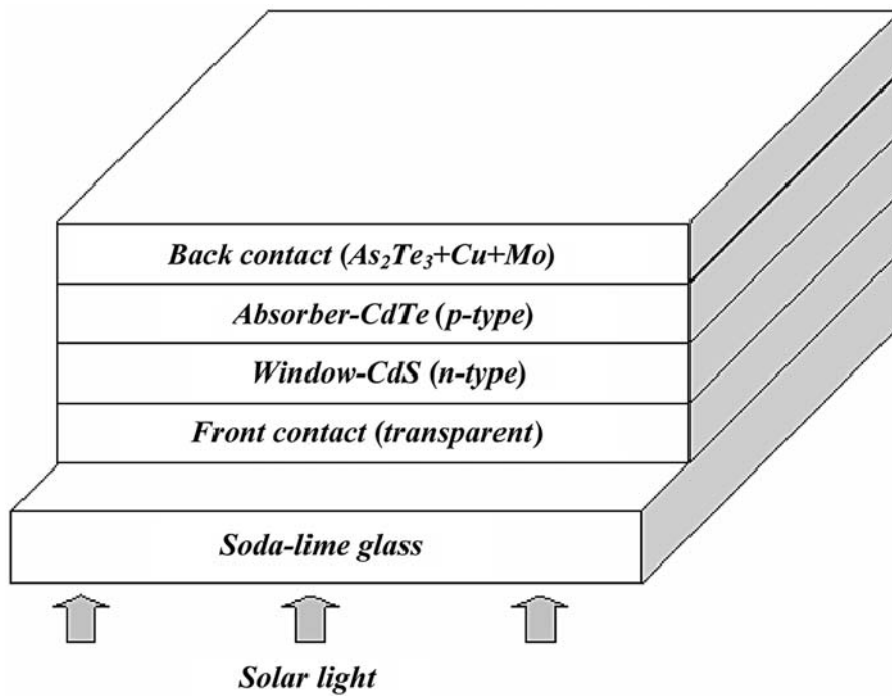 Back contact (As₂Te₃+Cu+Mo)
Absorber-CdTe (p-type)
Window-CdS (n-type)
Front contact (transparent)
Soda-lime glass
Solar light